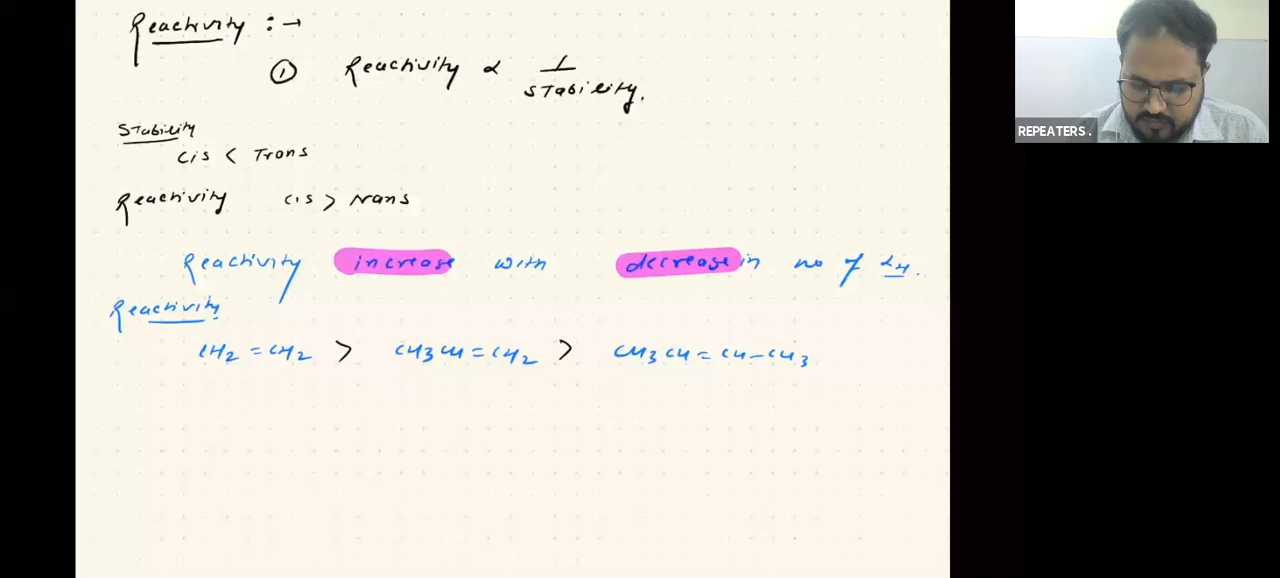 Reactivity :→
① Reactivity ∝ 1/stability.
Stability
Cis < Trans
Reactivity cis > trans
Reactivity increase with decrease in no of αH.
Reactivity
CH2 = CH2 > CH3CH = CH2 > CH3CH = CH-CH3
REPEATERS .